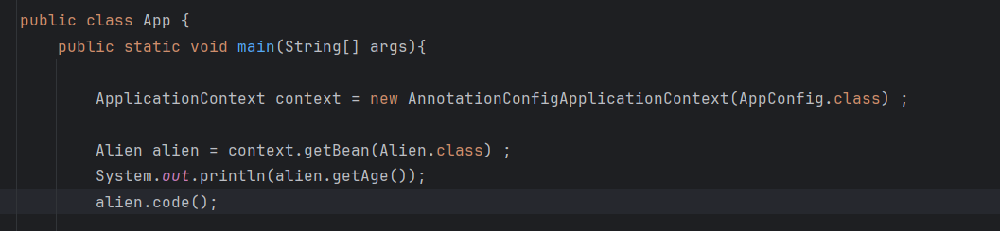 public class App {
    public static void main(String[] args){
        ApplicationContext context = new AnnotationConfigApplicationContext(AppConfig.class) ;
        Alien alien = context.getBean(Alien.class) ;
        System.out.println(alien.getAge());
        alien.code();